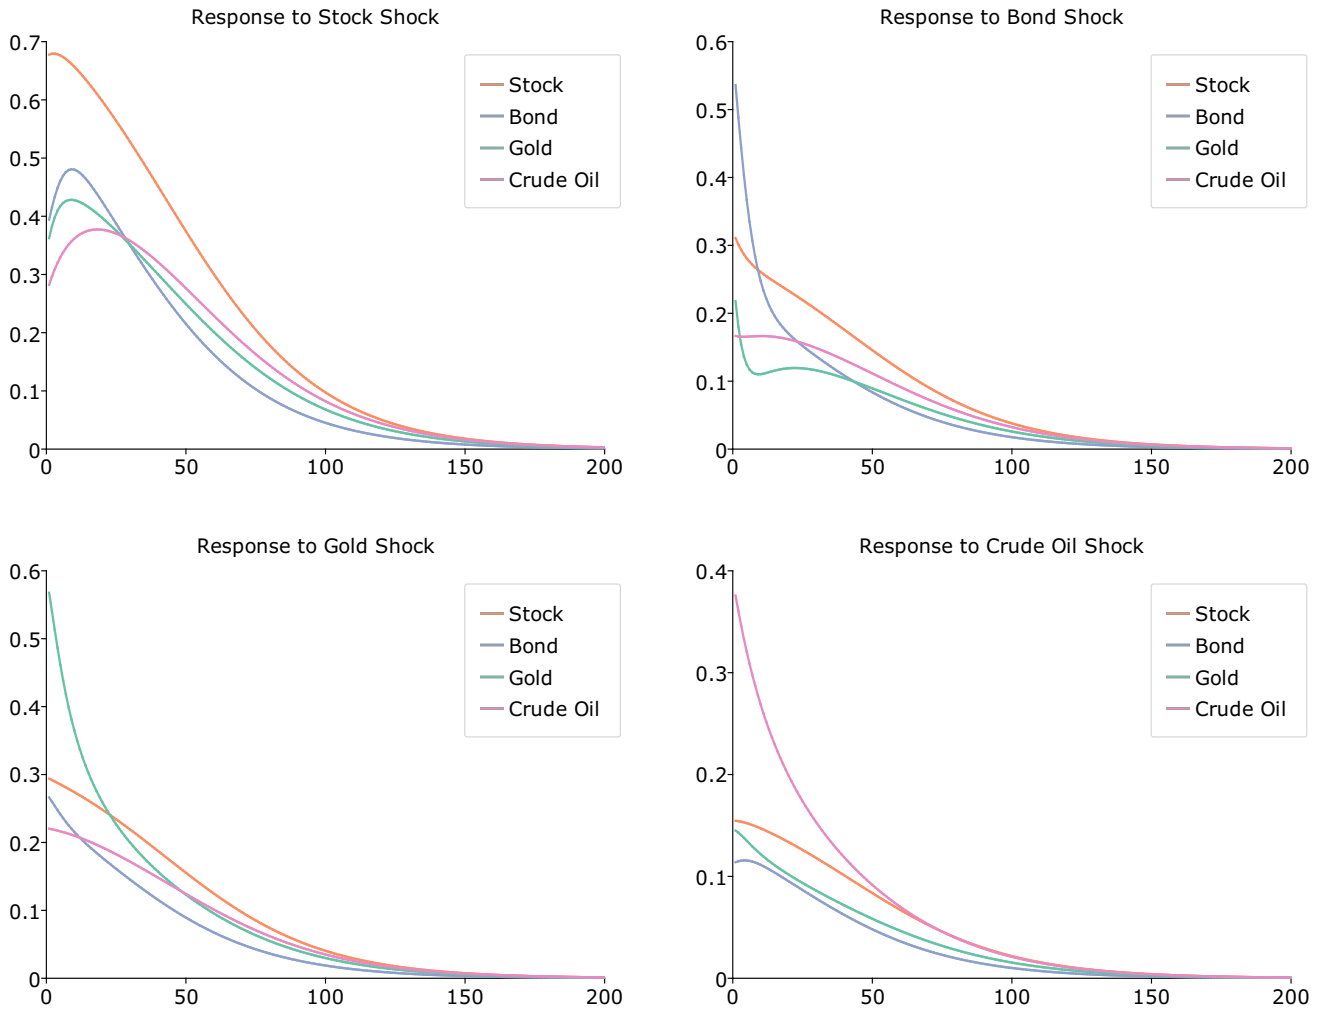 Response to Stock Shock
0.7
0.6
0.5
0.4
0.3
0.2
0.1
0
0 50 100 150 200
Stock
Bond
Gold
Crude Oil
Response to Bond Shock
0.6
0.5
0.4
0.3
0.2
0.1
0
0 50 100 150 200
Stock
Bond
Gold
Crude Oil
Response to Gold Shock
0.6
0.5
0.4
0.3
0.2
0.1
0
0 50 100 150 200
Stock
Bond
Gold
Crude Oil
Response to Crude Oil Shock
0.4
0.3
0.2
0.1
0
0 50 100 150 200
Stock
Bond
Gold
Crude Oil